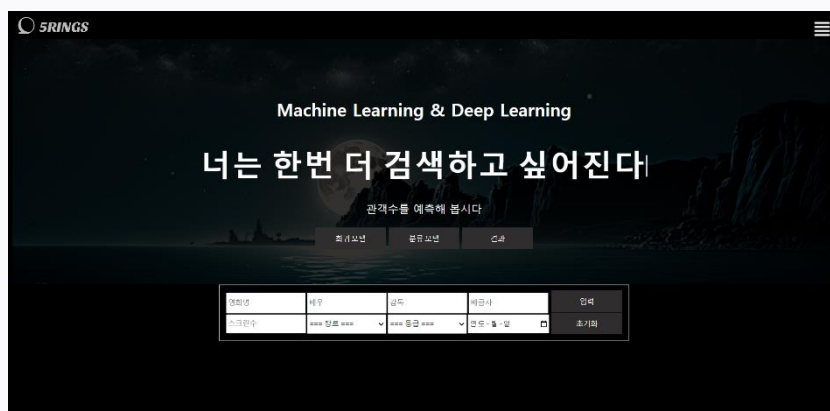 5RINGS
Machine Learning & Deep Learning
너는 한번 더 검색하고 싶어진다|
관객수를 예측해 봅시다
회귀모델 분류모델 결과
영화명 배우 감독 배급사 입력
스크린수 === 장르 === === 등급 === 연도-월-일 초기화